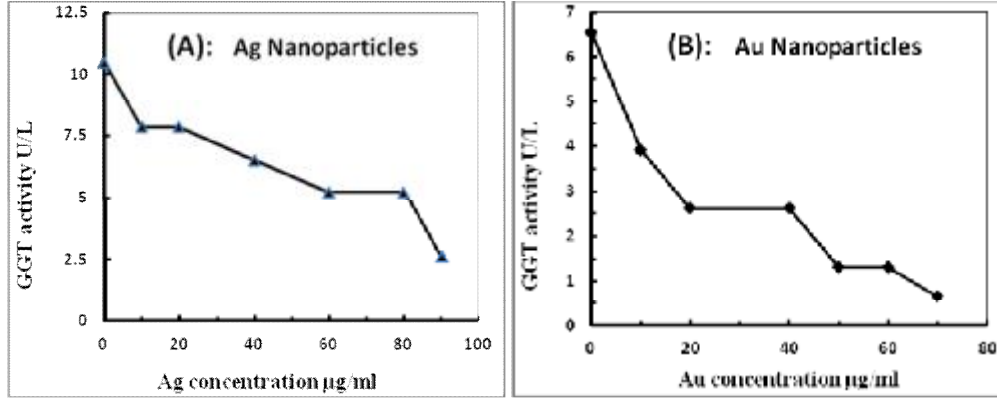 (A): Ag Nanoparticles
12.5
10
7.5
5
2.5
0
GGT activity U/L
0 20 40 60 80 100
Ag concentration µg/ml
(B): Au Nanoparticles
7
6
5
4
3
2
1
0
GGT activity U/L
0 20 40 60 80
Au concentration µg/ml